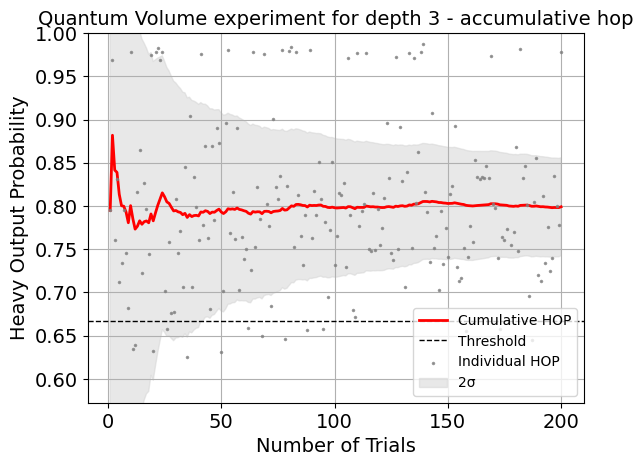 Quantum Volume experiment for depth 3 - accumulative hop
1.00
0.95
0.90
0.85
0.80
0.75
0.70
0.65
0.60
Heavy Output Probability
Cumulative HOP
Threshold
Individual HOP
2σ
0 50 100 150 200
Number of Trials